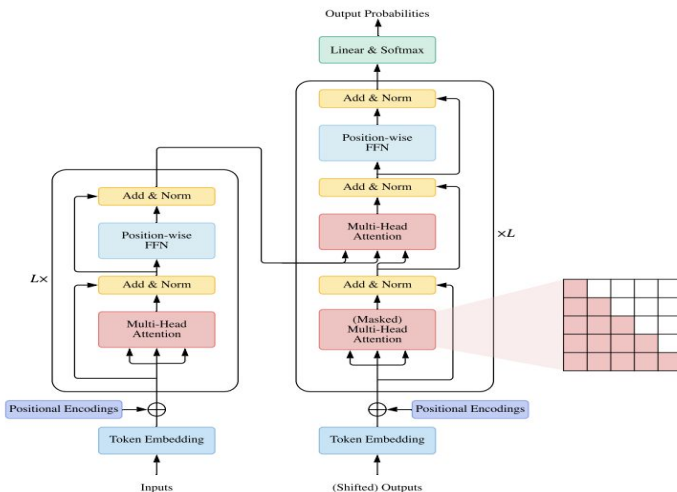 Output Probabilities
Linear & Softmax
Add & Norm
Position-wise
FFN
Add & Norm
Multi-Head
Attention
×L
Add & Norm
(Masked)
Multi-Head
Attention
Positional Encodings
Token Embedding
(Shifted) Outputs
Add & Norm
Position-wise
FFN
L×
Add & Norm
Multi-Head
Attention
Positional Encodings
Token Embedding
Inputs